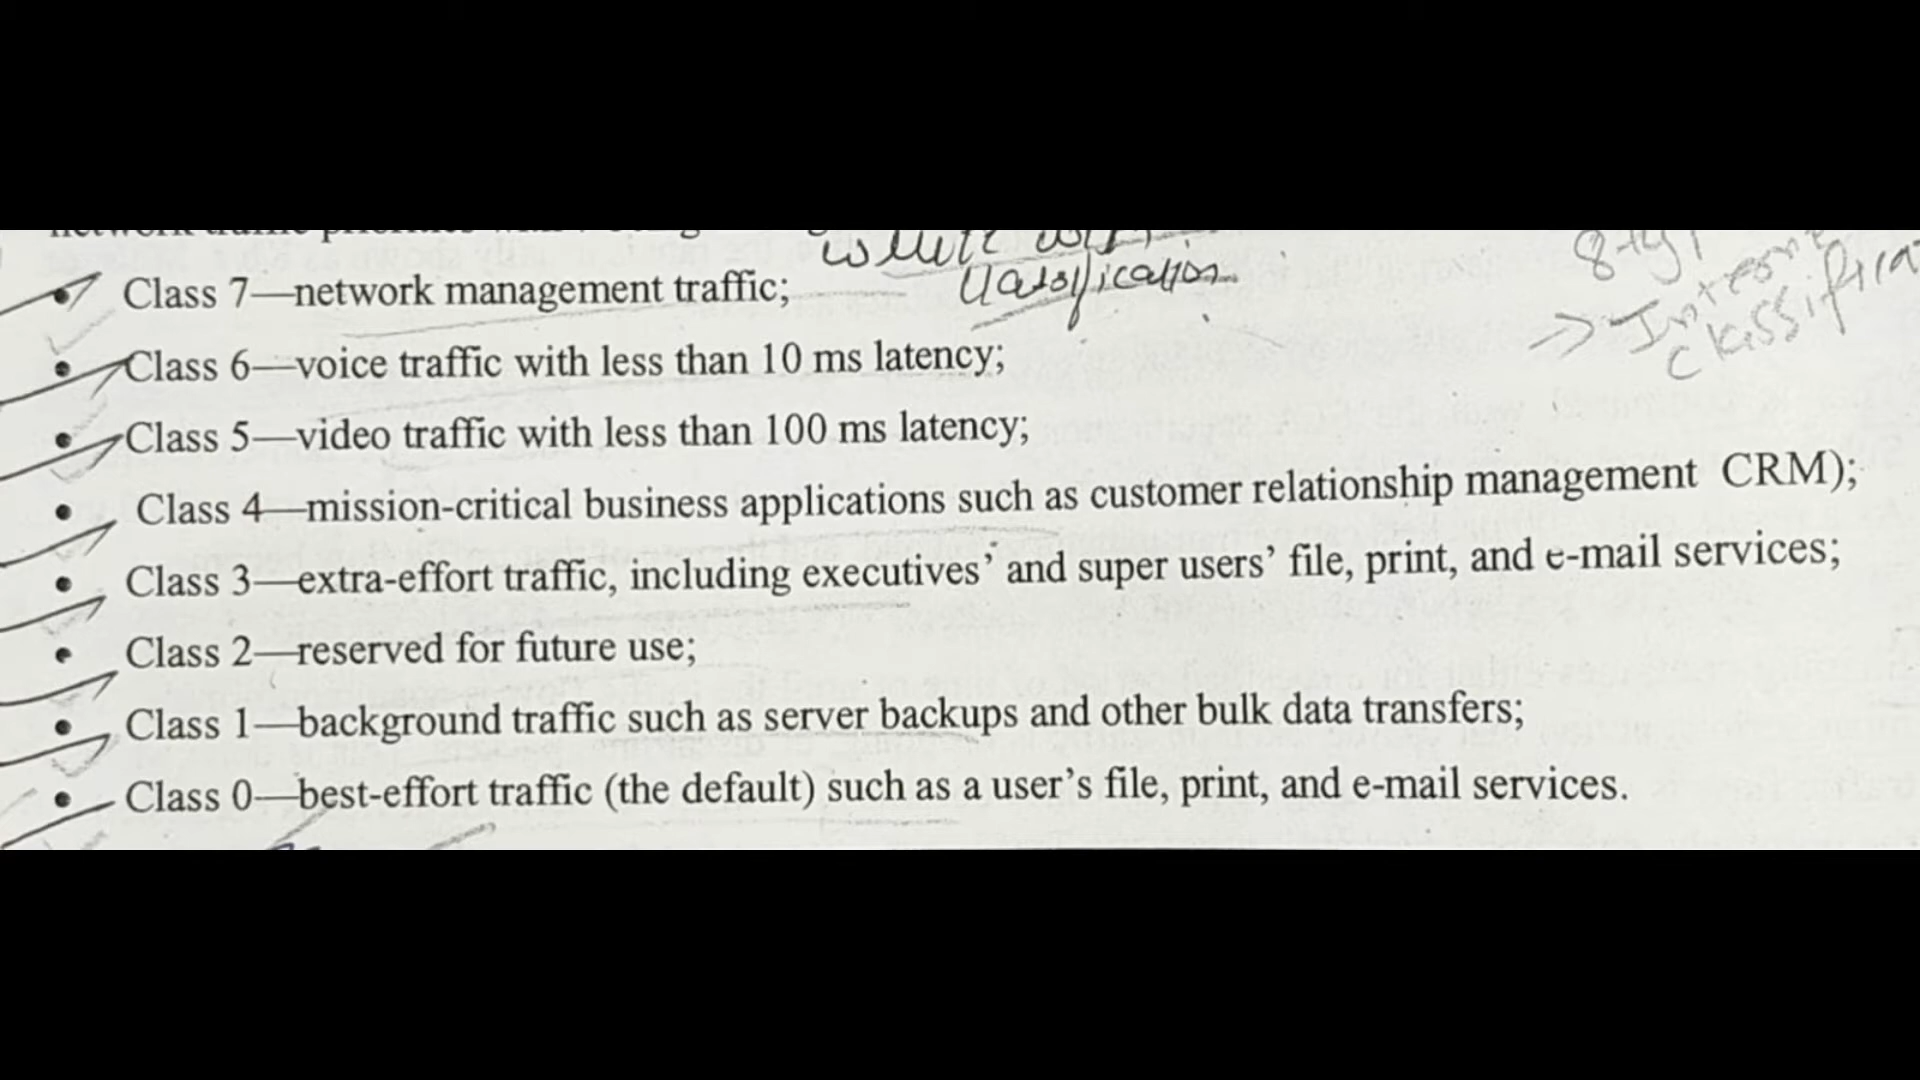 Classification
Class 7—network management traffic;
Class 6—voice traffic with less than 10 ms latency;
Class 5—video traffic with less than 100 ms latency;
Class 4—mission-critical business applications such as customer relationship management CRM);
Class 3—extra-effort traffic, including executives’ and super users’ file, print, and e-mail services;
Class 2—reserved for future use;
Class 1—background traffic such as server backups and other bulk data transfers;
Class 0—best-effort traffic (the default) such as a user’s file, print, and e-mail services.